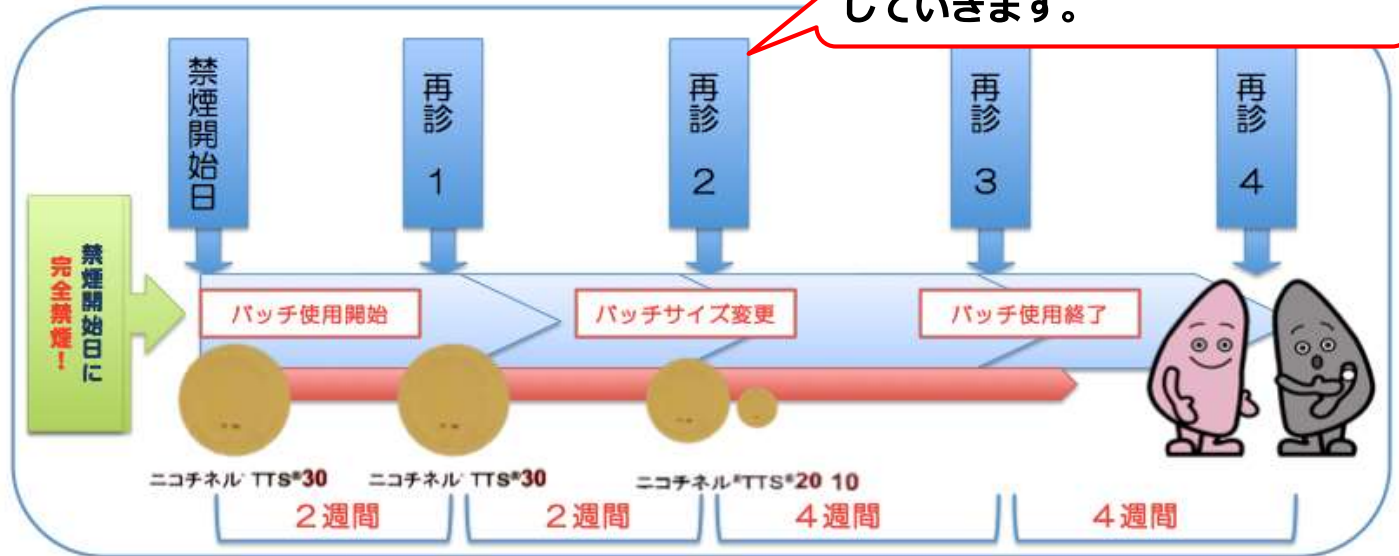 していきます。
禁煙開始日
再診 1
再診 2
再診 3
再診 4
禁煙開始日に
完全禁煙！
パッチ使用開始
パッチサイズ変更
パッチ使用終了
ニコチネル TTS®30
ニコチネル TTS®30
ニコチネル®TTS®20 10
2週間
2週間
4週間
4週間